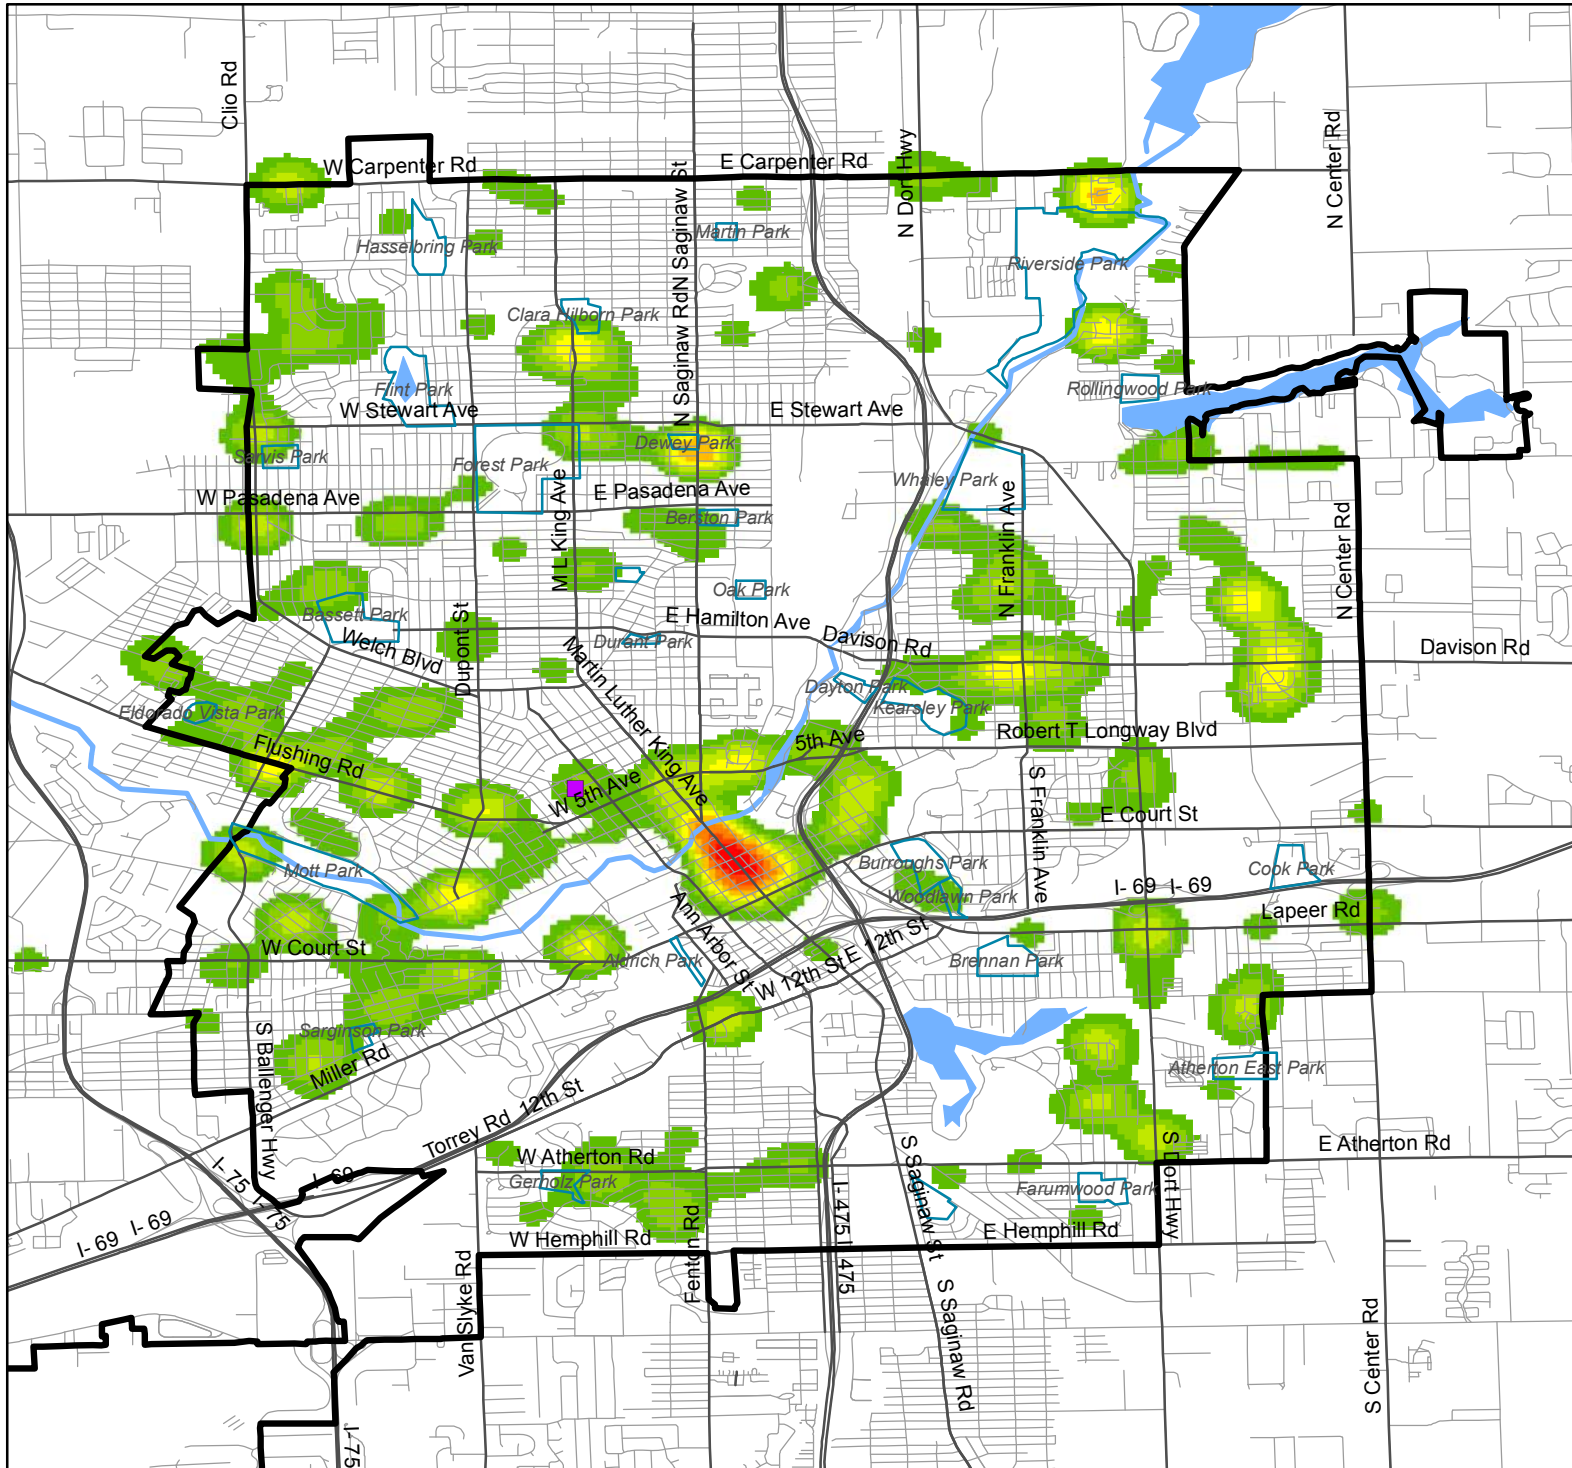 Clio Rd
W Carpenter Rd
E Carpenter Rd
N Dort Hwy
N Center Rd
N Saginaw St
Martin Park
Hasselbring Park
Riverside Park
Clara Hilborn Park
N Saginaw Rd
Flint Park
Rollingwood Park
W Stewart Ave
E Stewart Ave
Dewey Park
Sarvis Park
Forest Park
Whaley Park
W Pasadena Ave
E Pasadena Ave
Berston Park
M L King Ave
N Franklin Ave
N Center Rd
Oak Park
Bassett Park
E Hamilton Ave
Welch Blvd
Dupont St
Durant Park
Davison Rd
Davison Rd
Martin Luther King Ave
Dayton Park
Kearsley Park
Eldorado Vista Park
Flushing Rd
5th Ave
Robert T Longway Blvd
W 5th Ave
S Franklin Ave
E Court St
Mott Park
Burroughs Park
Woodlawn Park
Cook Park
I- 69 I- 69
Lapeer Rd
Ann Arbor St
W Court St
Aldrich Park
E 12th St
W 12th St
Brennan Park
Sarginson Park
Miller Rd
S Ballenger Hwy
Atherton East Park
Torrey Rd
12th St
W Atherton Rd
E Atherton Rd
S Dort Hwy
I- 75 I- 75
I- 69
Gerholz Park
Farumwood Park
S Saginaw St
I-475
I- 69 I- 69
W Hemphill Rd
E Hemphill Rd
Fenton Rd
475
Van Slyke Rd
S Saginaw Rd
S Center Rd
I-75